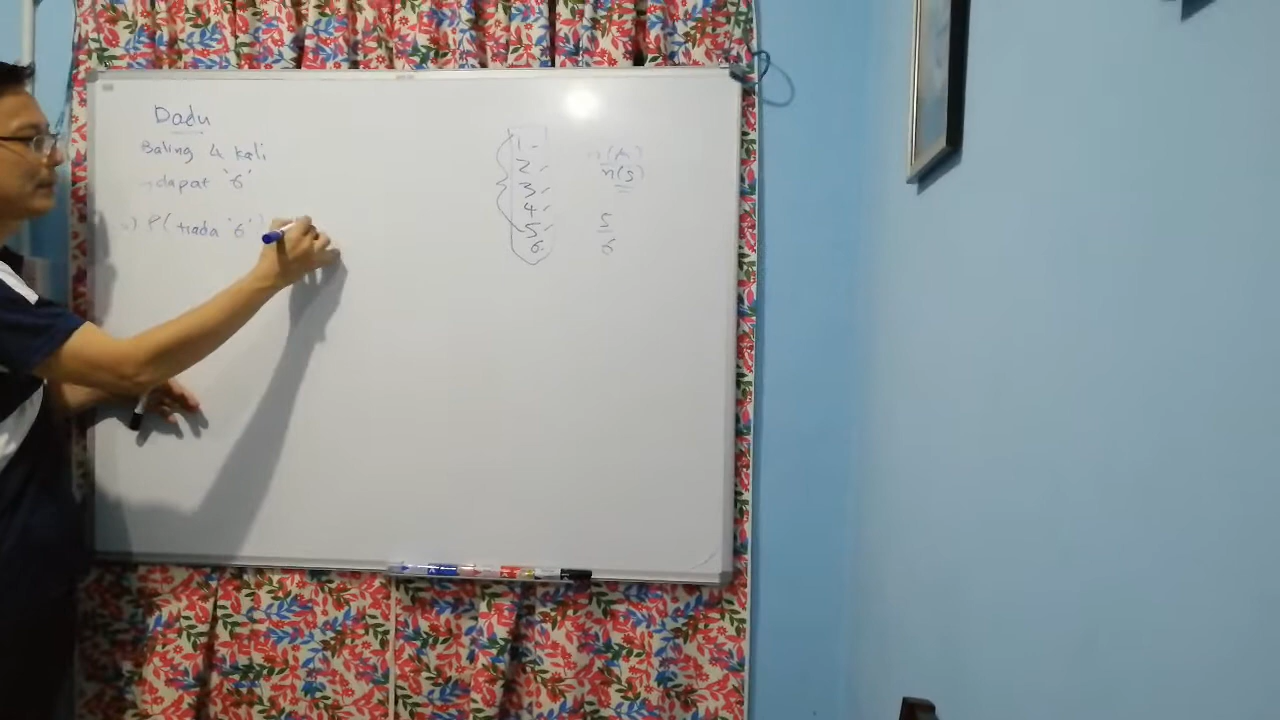 Dadu
Baling 4 kali
dapat '6'
) P(tiada '6')
1
2
3
4
5
6
n(A)
n(S)
5
6